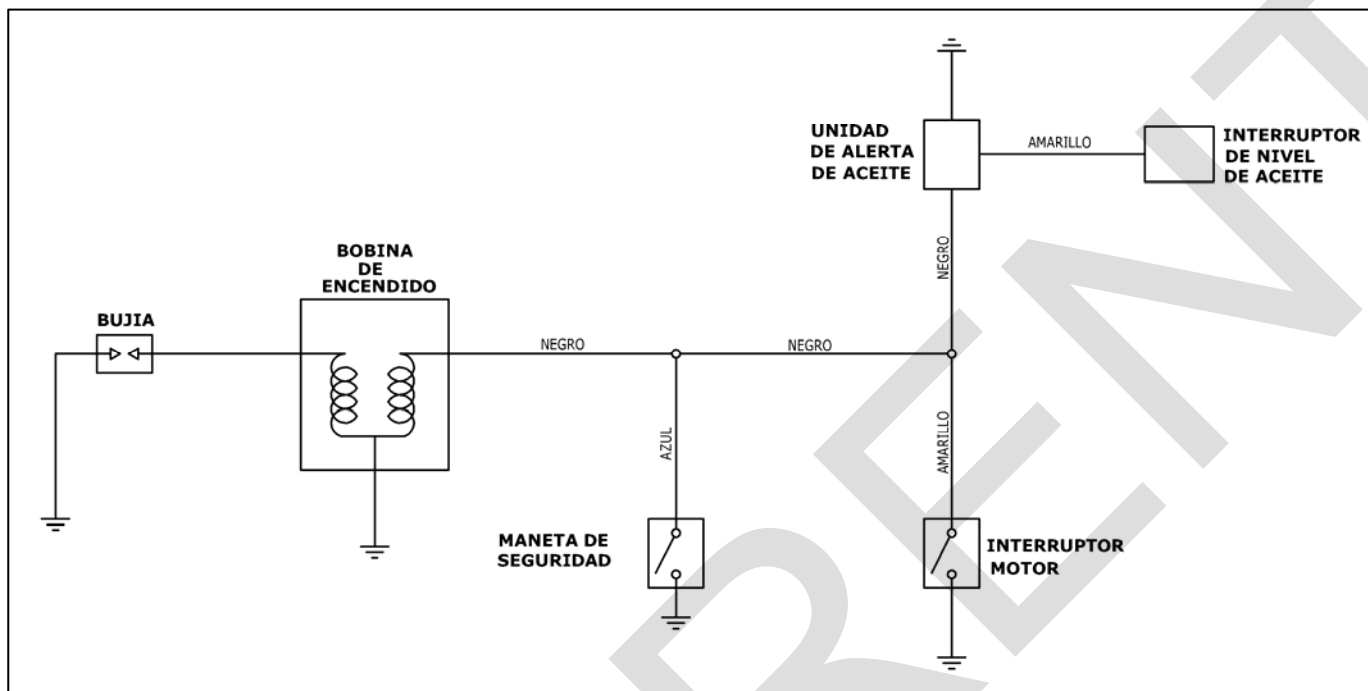 UNIDAD
DE ALERTA
DE ACEITE
AMARILLO
INTERRUPTOR
DE NIVEL
DE ACEITE
NEGRO
BOBINA
DE
ENCENDIDO
BUJIA
NEGRO
NEGRO
AZUL
AMARILLO
MANETA DE
SEGURIDAD
INTERRUPTOR
MOTOR